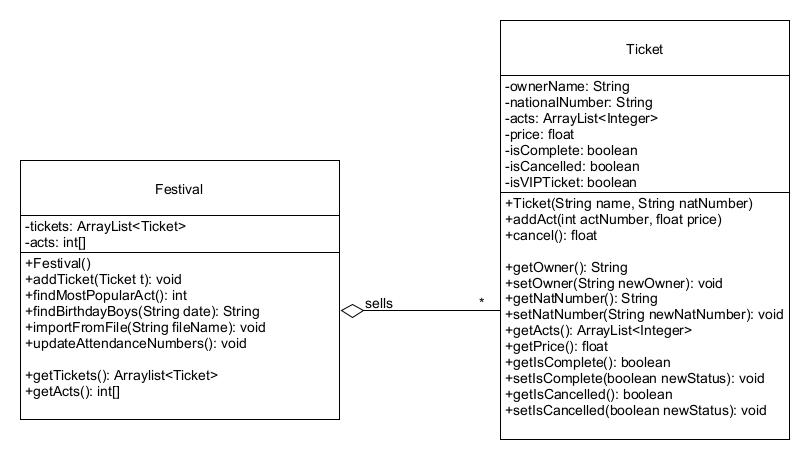 Festival
-tickets: ArrayList<Ticket>
-acts: int[]
+Festival()
+addTicket(Ticket t): void
+findMostPopularAct(): int
+findBirthdayBoys(String date): String
+importFromFile(String fileName): void
+updateAttendanceNumbers(): void
+getTickets(): Arraylist<Ticket>
+getActs(): int[]
sells
*
Ticket
-ownerName: String
-nationalNumber: String
-acts: ArrayList<Integer>
-price: float
-isComplete: boolean
-isCancelled: boolean
-isVIPTicket: boolean
+Ticket(String name, String natNumber)
+addAct(int actNumber, float price)
+cancel(): float
+getOwner(): String
+setOwner(String newOwner): void
+getNatNumber(): String
+setNatNumber(String newNatNumber): void
+getActs(): ArrayList<Integer>
+getPrice(): float
+getIsComplete(): boolean
+setIsComplete(boolean newStatus): void
+getIsCancelled(): boolean
+setIsCancelled(boolean newStatus): void